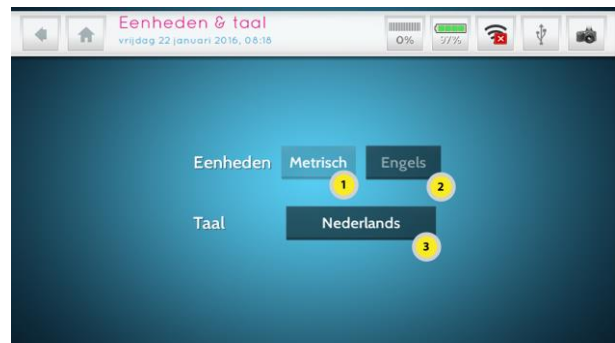 Eenheden & taal
vrijdag 22 januari 2016, 08:18
0%
97%
Eenheden Metrisch Engels
1
2
Taal Nederlands
3